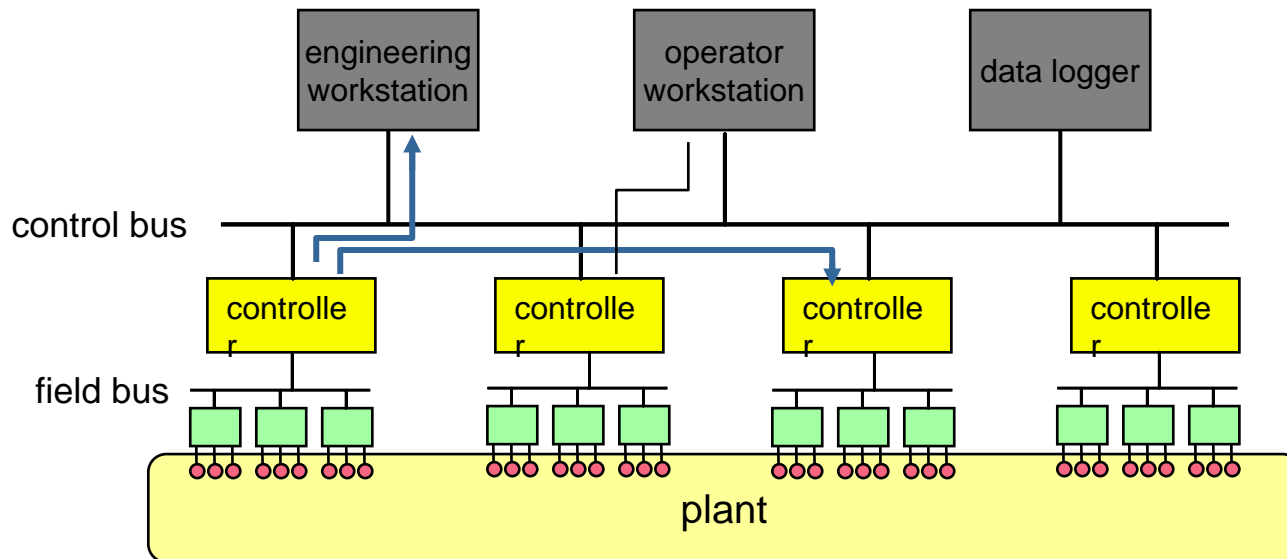 engineering
workstation
operator
workstation
data logger
control bus
controlle
r
controlle
r
controlle
r
controlle
r
field bus
plant